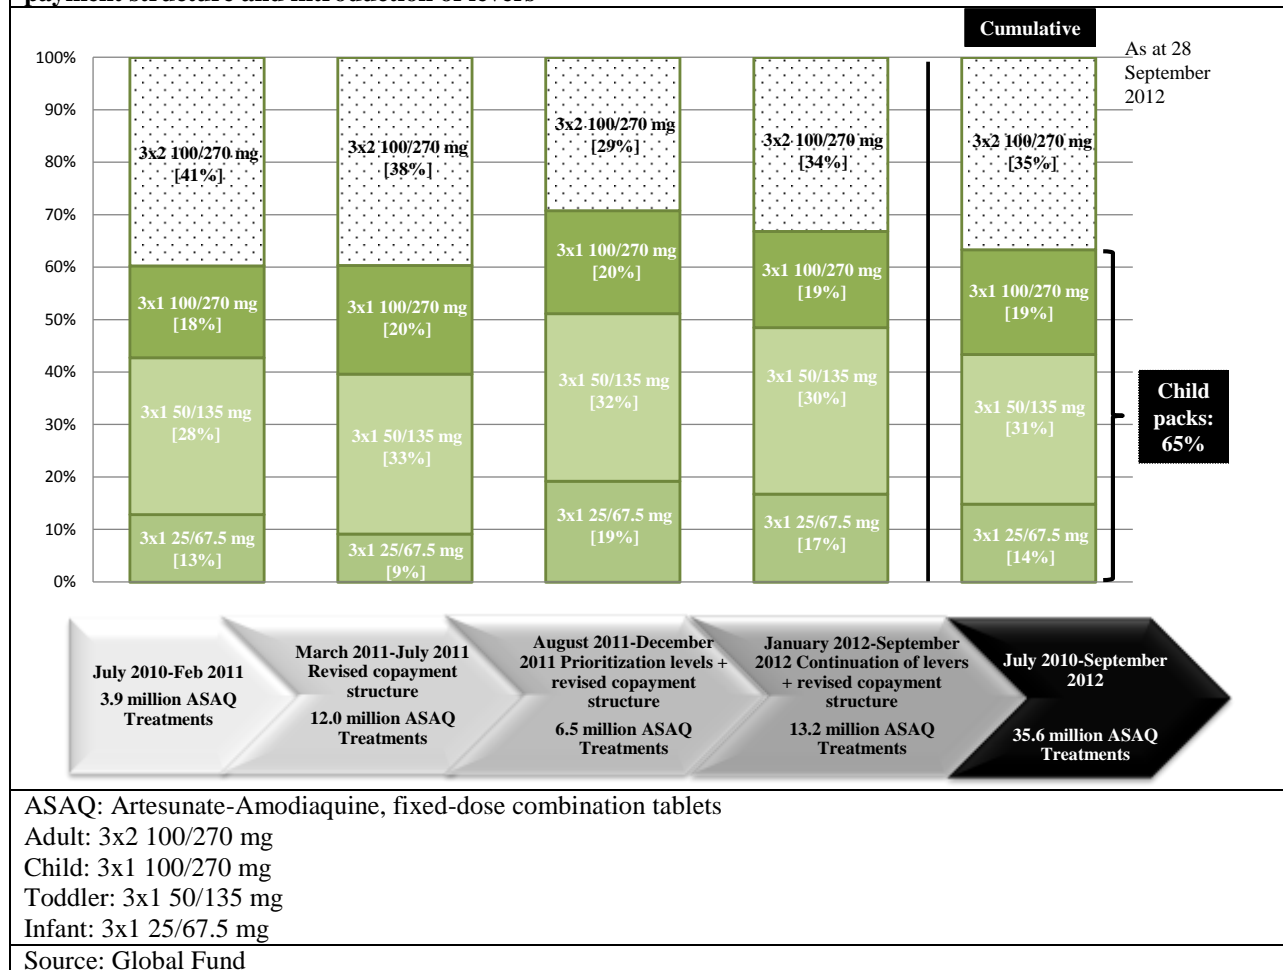 payment structure and introduction of levers
Cumulative
As at 28
September
2012
100%
90%
80%
70%
60%
50%
40%
30%
20%
10%
0%
3x2 100/270 mg
[41%]
3x1 100/270 mg
[18%]
3x1 50/135 mg
[28%]
3x1 25/67.5 mg
[13%]
3x2 100/270 mg
[38%]
3x1 100/270 mg
[20%]
3x1 50/135 mg
[33%]
3x1 25/67.5 mg
[9%]
3x2 100/270 mg
[29%]
3x1 100/270 mg
[20%]
3x1 50/135 mg
[32%]
3x1 25/67.5 mg
[19%]
3x2 100/270 mg
[34%]
3x1 100/270 mg
[19%]
3x1 50/135 mg
[30%]
3x1 25/67.5 mg
[17%]
3x2 100/270 mg
[35%]
3x1 100/270 mg
[19%]
3x1 50/135 mg
[31%]
3x1 25/67.5 mg
[14%]
Child
packs:
65%
July 2010-Feb 2011
3.9 million ASAQ
Treatments
March 2011-July 2011
Revised copayment
structure
12.0 million ASAQ
Treatments
August 2011-December
2011 Prioritization levels +
revised copayment
structure
6.5 million ASAQ
Treatments
January 2012-September
2012 Continuation of levers
+ revised copayment
structure
13.2 million ASAQ
Treatments
July 2010-September
2012
35.6 million ASAQ
Treatments
ASAQ: Artesunate-Amodiaquine, fixed-dose combination tablets
Adult: 3x2 100/270 mg
Child: 3x1 100/270 mg
Toddler: 3x1 50/135 mg
Infant: 3x1 25/67.5 mg
Source: Global Fund